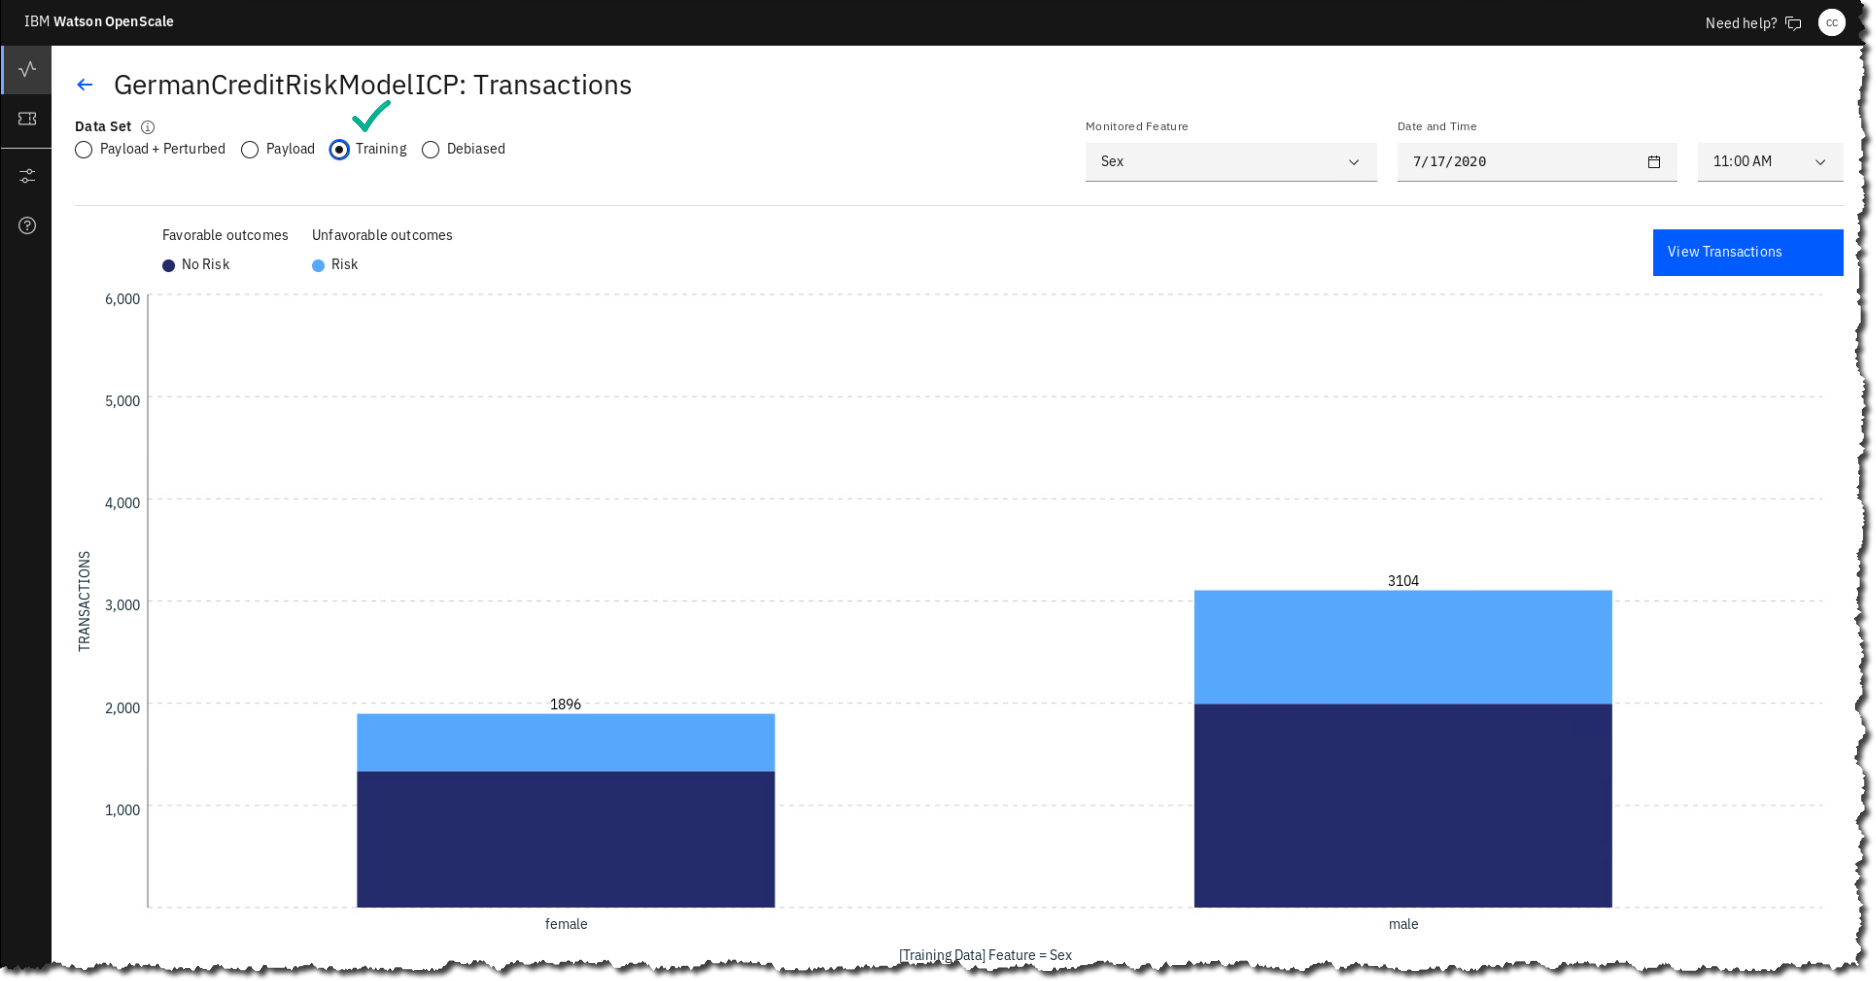 IBM Watson OpenScale
Need help?
CC
GermanCreditRiskModelICP: Transactions
Data Set
Payload + Perturbed
Payload
Training
Debiased
Monitored Feature
Sex
Date and Time
7/17/2020
11:00 AM
Favorable outcomes
Unfavorable outcomes
No Risk
Risk
View Transactions
6,000
5,000
4,000
3,000
2,000
1,000
TRANSACTIONS
1896
3104
female
male
[Training Data] Feature = Sex